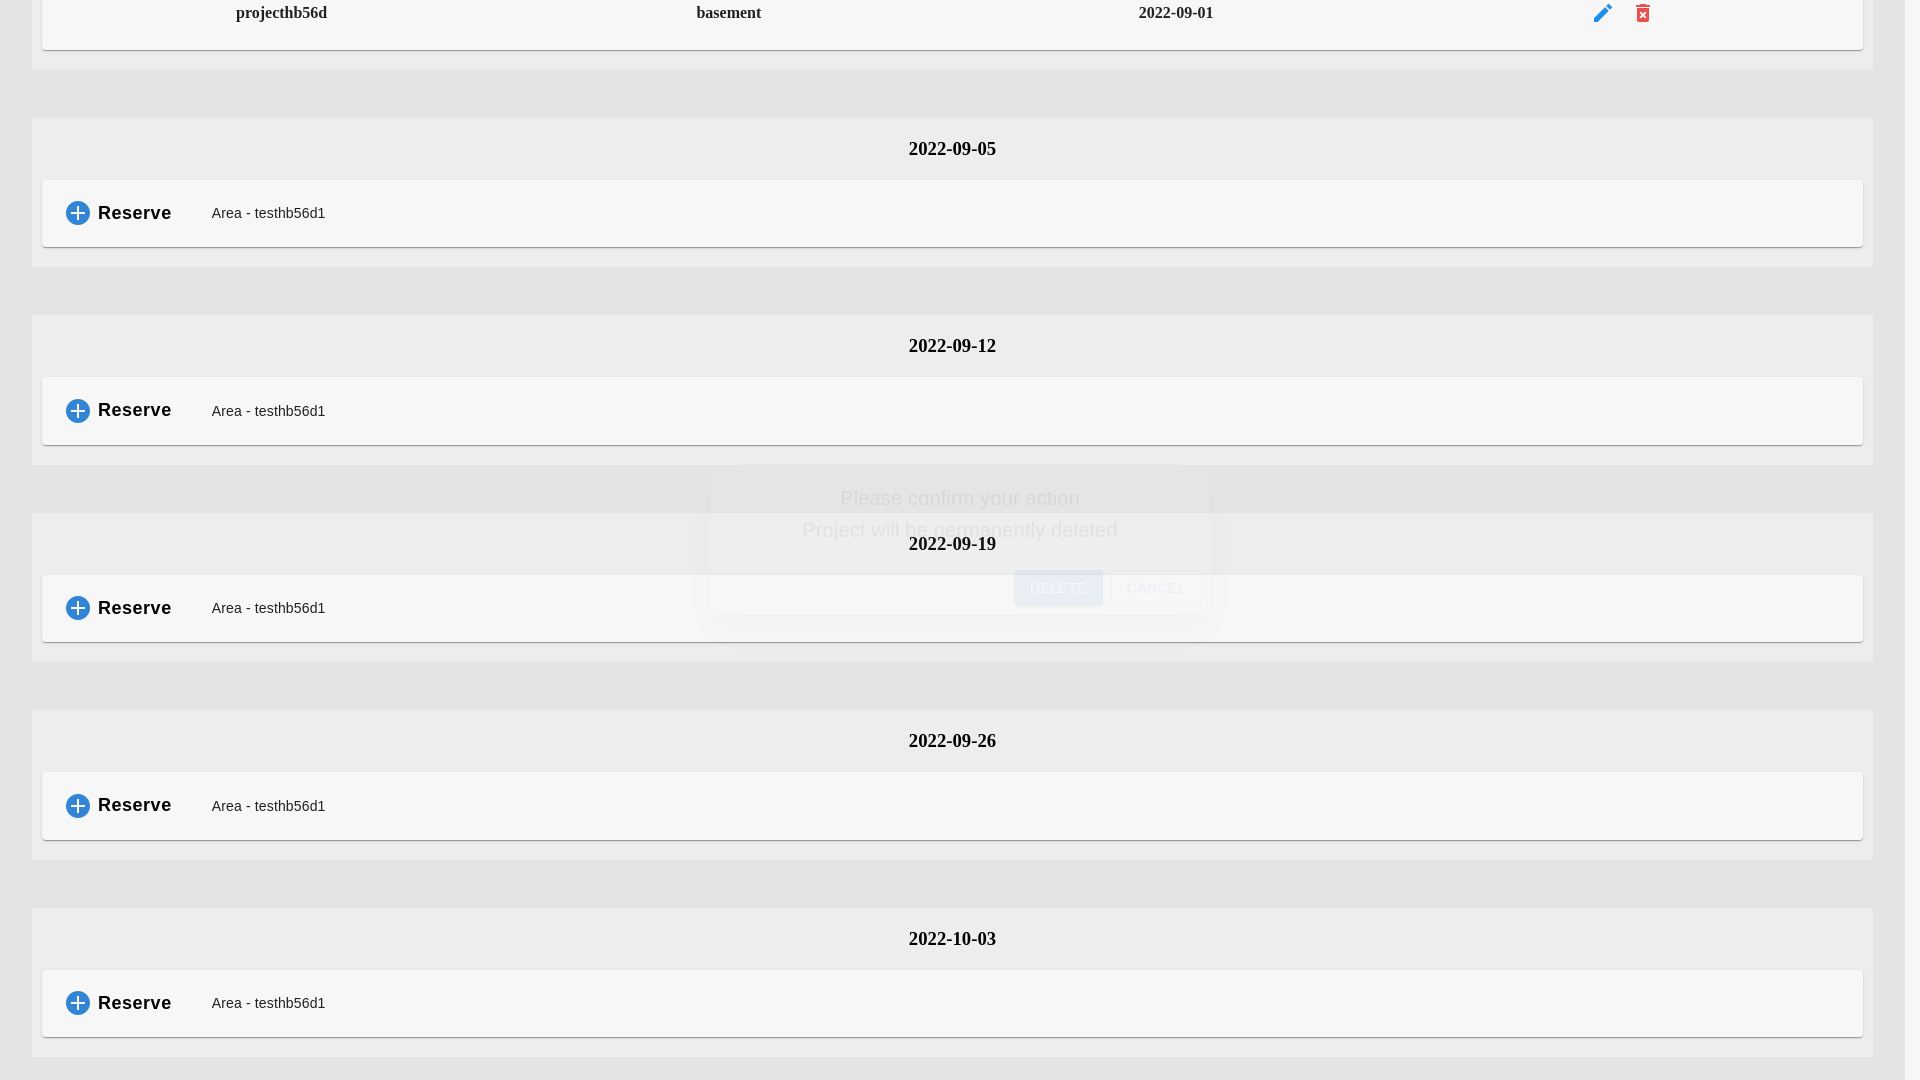 projecthb56d basement 2022-09-01
2022-09-05
Reserve Area - testhb56d1
2022-09-12
Reserve Area - testhb56d1
Please confirm your action
Project will be permanently deleted
2022-09-19
DELETE CANCEL
Reserve Area - testhb56d1
2022-09-26
Reserve Area - testhb56d1
2022-10-03
Reserve Area - testhb56d1